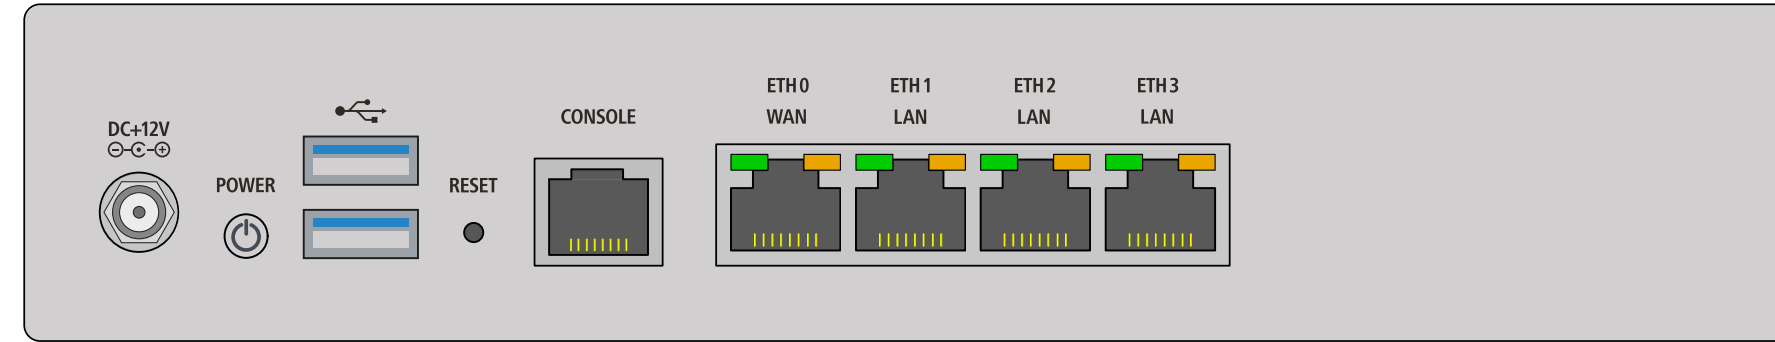 DC+12V
POWER
RESET
CONSOLE
ETH0
WAN
ETH1
LAN
ETH2
LAN
ETH3
LAN